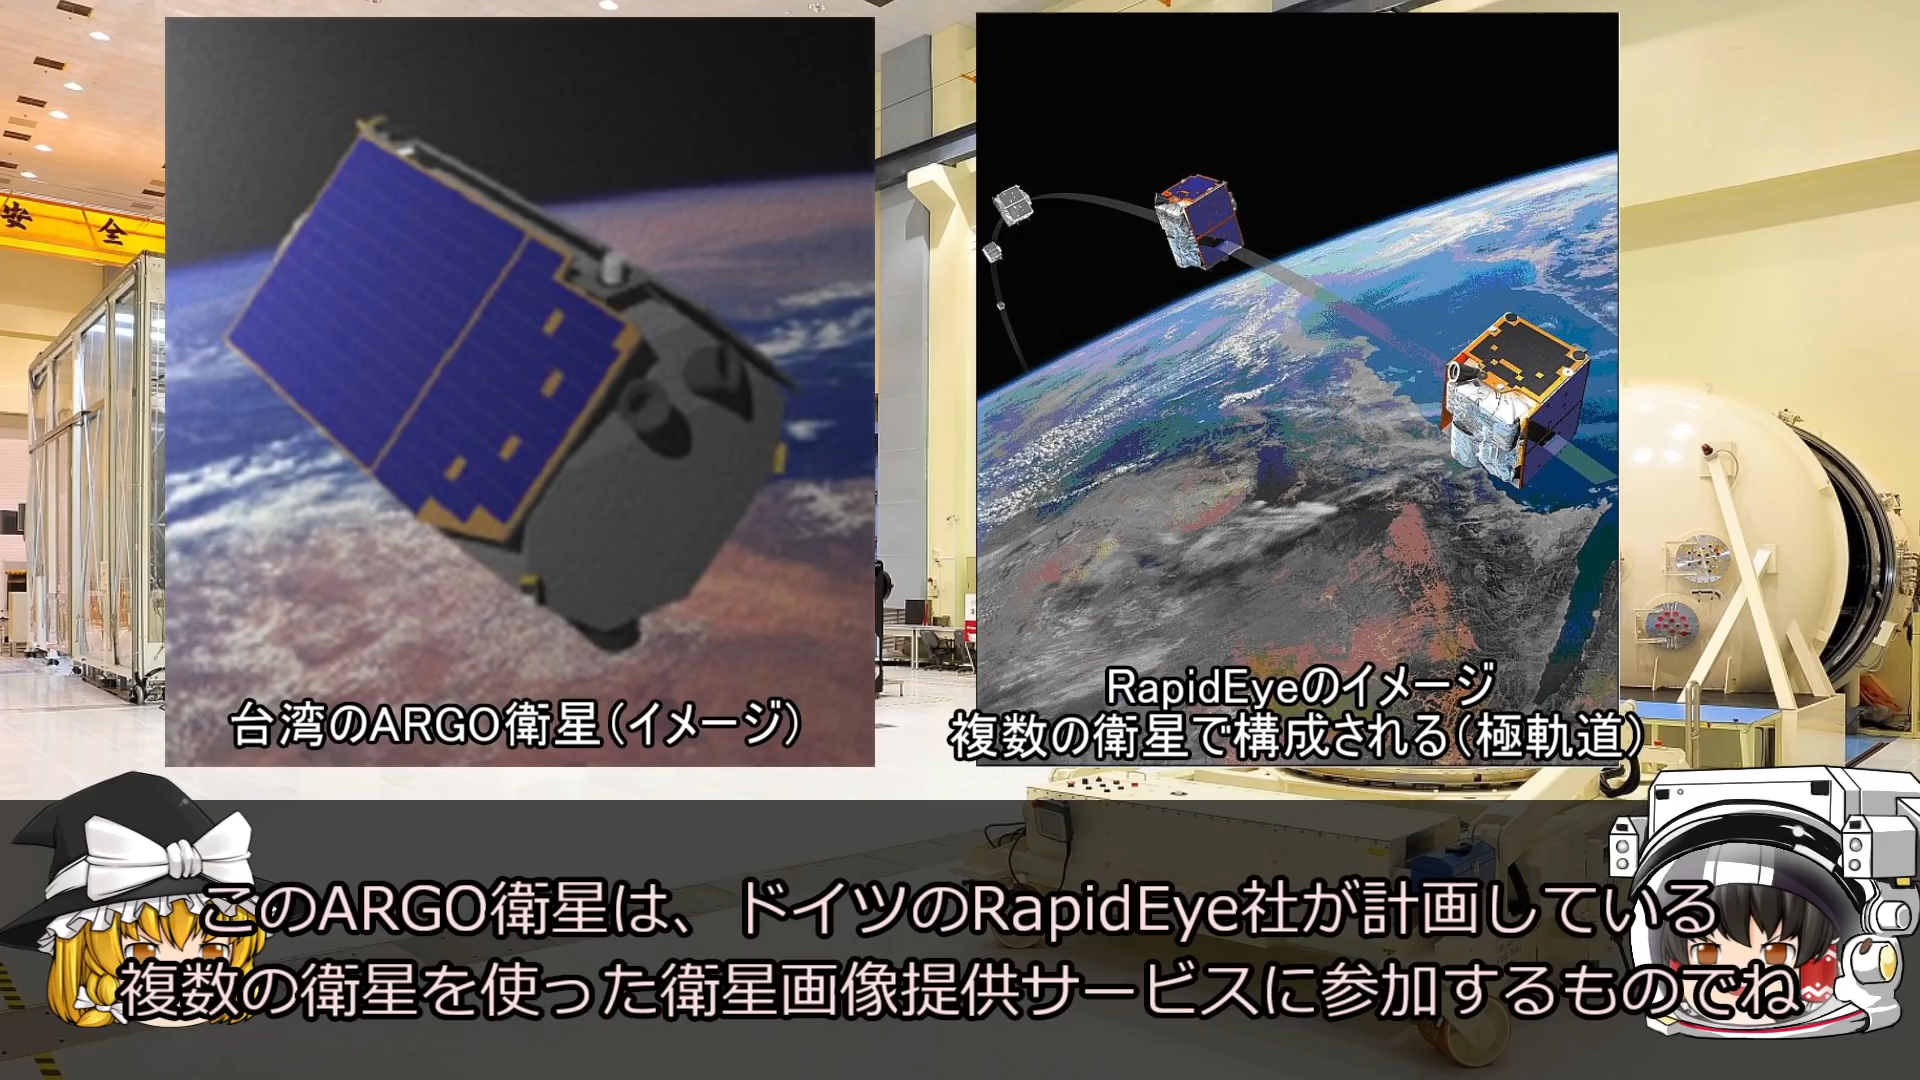 安全
台湾のARGO衛星(イメージ)
RapidEyeのイメージ
複数の衛星で構成される(極軌道)
このARGO衛星は、ドイツのRapidEye社が計画している
複数の衛星を使った衛星画像提供サービスに参加するものでね